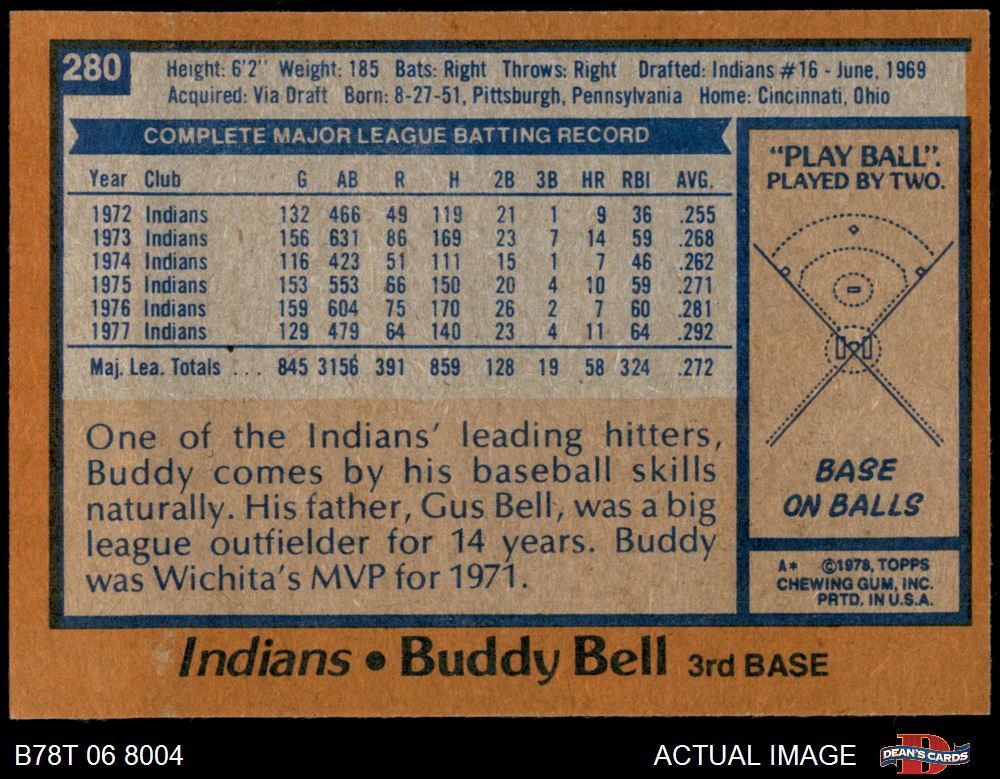 280
Height: 6'2" Weight: 185 Bats: Right Throws: Right Drafted: Indians #16 - June, 1969
Acquired: Via Draft Born: 8-27-51, Pittsburgh, Pennsylvania Home: Cincinnati, Ohio
COMPLETE MAJOR LEAGUE BATTING RECORD
Year Club G AB R H 2B 3B HR RBI AVG.
1972 Indians 132 466 49 119 21 1 9 36 .255
1973 Indians 156 631 86 169 23 7 14 59 .268
1974 Indians 116 423 51 111 15 1 7 46 .262
1975 Indians 153 553 66 150 20 4 10 59 .271
1976 Indians 159 604 75 170 26 2 7 60 .281
1977 Indians 129 479 64 140 23 4 11 64 .292
Maj. Lea. Totals ... 845 3156 391 859 128 19 58 324 .272
One of the Indians' leading hitters,
Buddy comes by his baseball skills
naturally. His father, Gus Bell, was a big
league outfielder for 14 years. Buddy
was Wichita's MVP for 1971.
"PLAY BALL".
PLAYED BY TWO.
BASE
ON BALLS
A* ©1978, TOPPS
CHEWING GUM, INC.
PRTD. IN U.S.A.
Indians • Buddy Bell 3rd BASE
B78T 06 8004 ACTUAL IMAGE
DEAN'S CARDS